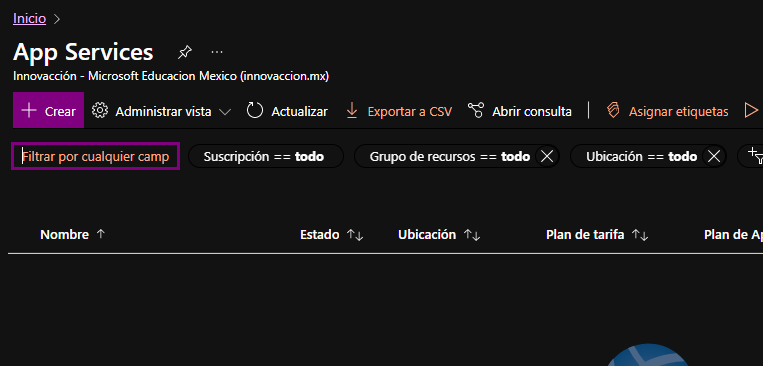 Inicio >
App Services
Innovacción - Microsoft Educacion Mexico (innovaccion.mx)
+ Crear Administrar vista Actualizar Exportar a CSV Abrir consulta Asignar etiquetas
Filtrar por cualquier camp Suscripción == todo Grupo de recursos == todo Ubicación == todo
Nombre ↑ Estado ↑↓ Ubicación ↑↓ Plan de tarifa ↑↓ Plan de Ap